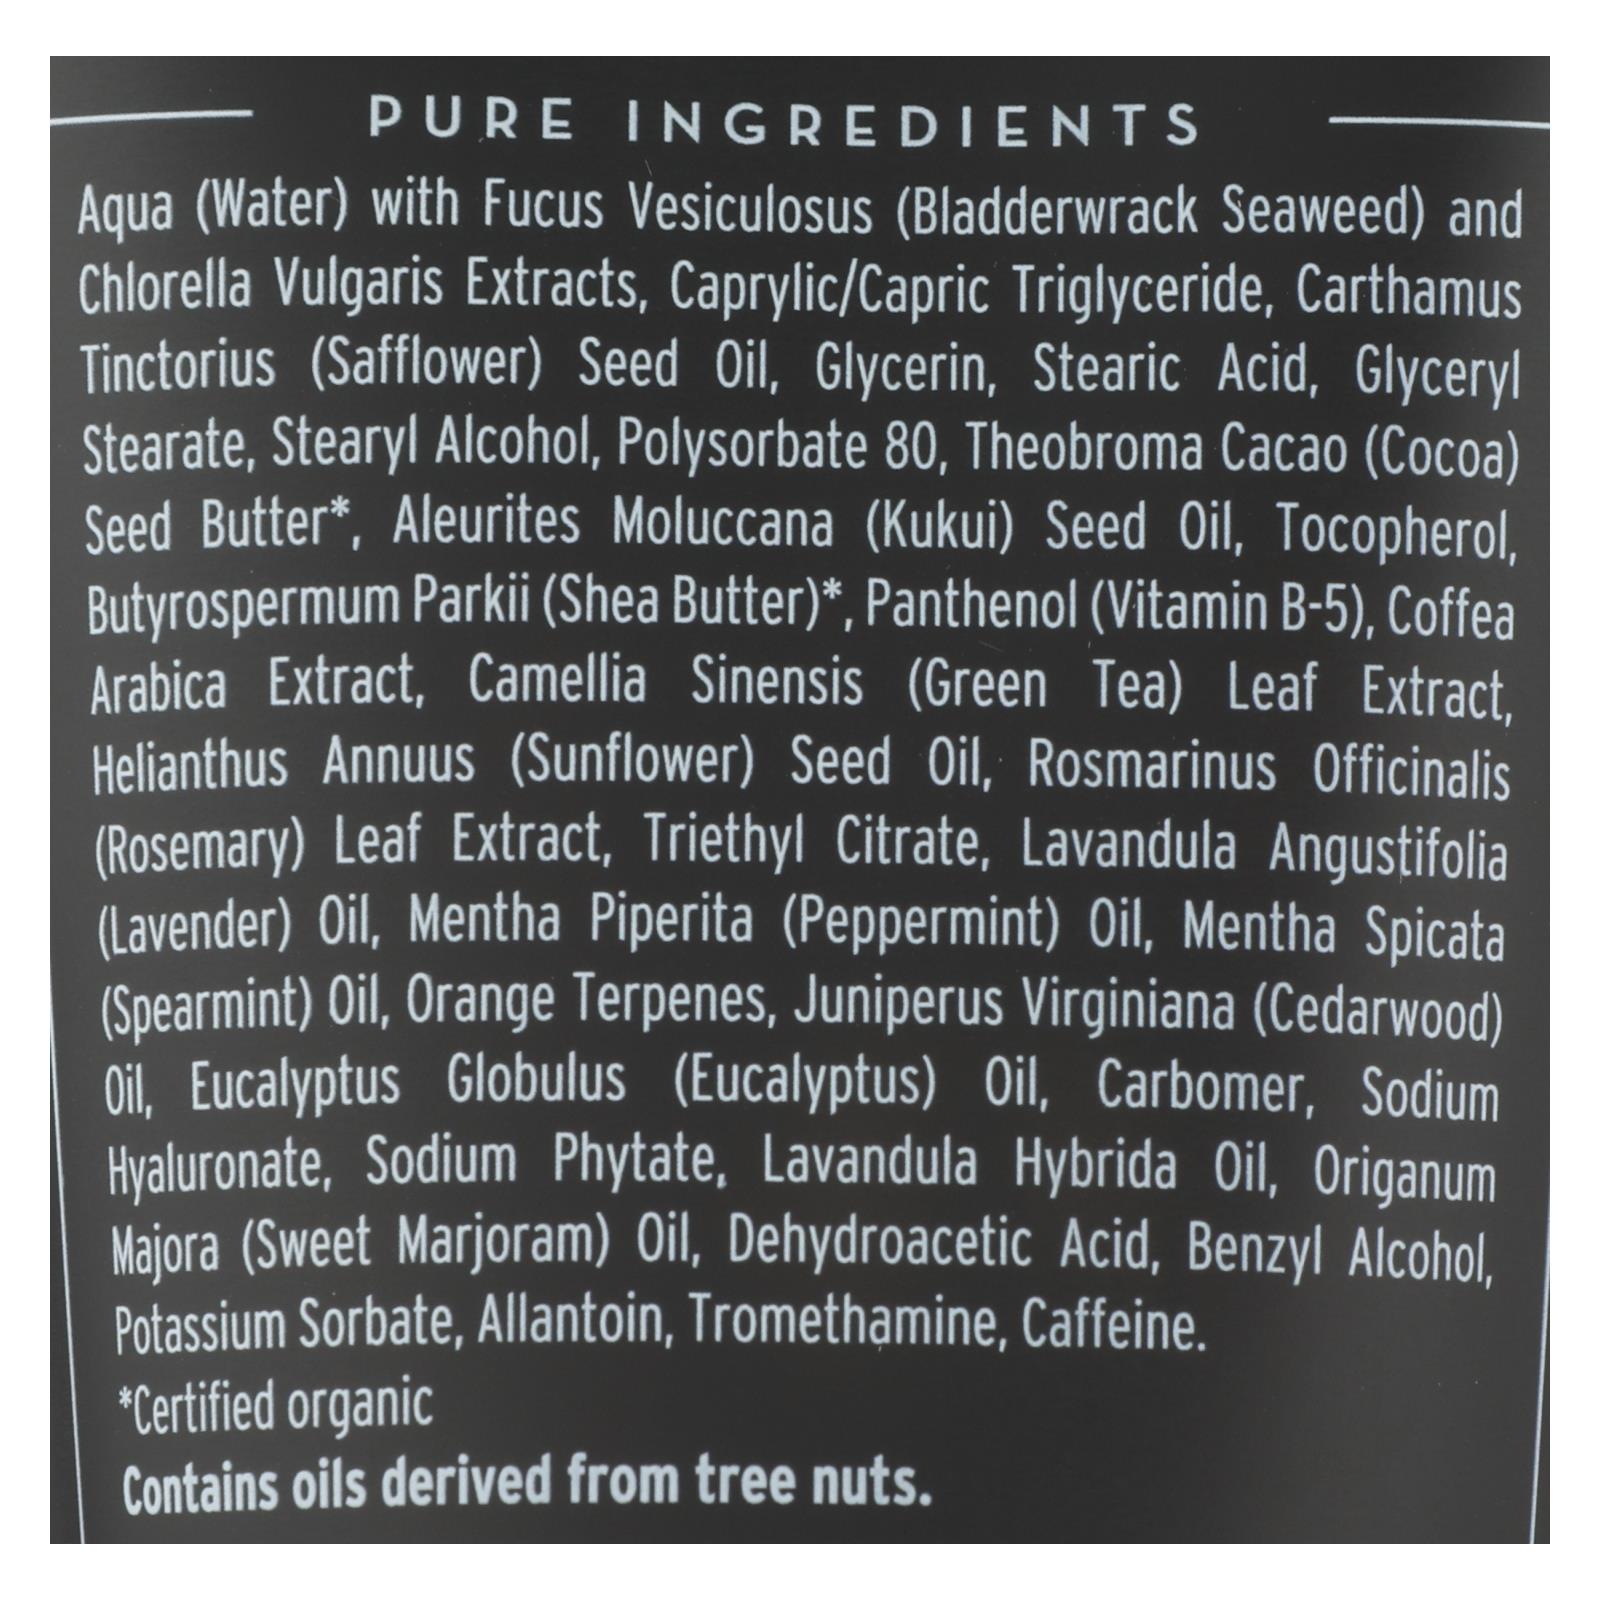 PURE INGREDIENTS
Aqua (Water) with Fucus Vesiculosus (Bladderwrack Seaweed) and
Chlorella Vulgaris Extracts, Caprylic/Capric Triglyceride, Carthamus
Tinctorius (Safflower) Seed Oil, Glycerin, Stearic Acid, Glyceryl
Stearate, Stearyl Alcohol, Polysorbate 80, Theobroma Cacao (Cocoa)
Seed Butter*, Aleurites Moluccana (Kukui) Seed Oil, Tocopherol,
Butyrospermum Parkii (Shea Butter)*, Panthenol (Vitamin B-5), Coffea
Arabica Extract, Camellia Sinensis (Green Tea) Leaf Extract,
Helianthus Annuus (Sunflower) Seed Oil, Rosmarinus Officinalis
(Rosemary) Leaf Extract, Triethyl Citrate, Lavandula Angustifolia
(Lavender) Oil, Mentha Piperita (Peppermint) Oil, Mentha Spicata
(Spearmint) Oil, Orange Terpenes, Juniperus Virginiana (Cedarwood)
Oil, Eucalyptus Globulus (Eucalyptus) Oil, Carbomer, Sodium
Hyaluronate, Sodium Phytate, Lavandula Hybrida Oil, Origanum
Majora (Sweet Marjoram) Oil, Dehydroacetic Acid, Benzyl Alcohol,
Potassium Sorbate, Allantoin, Tromethamine, Caffeine.
*Certified organic
Contains oils derived from tree nuts.